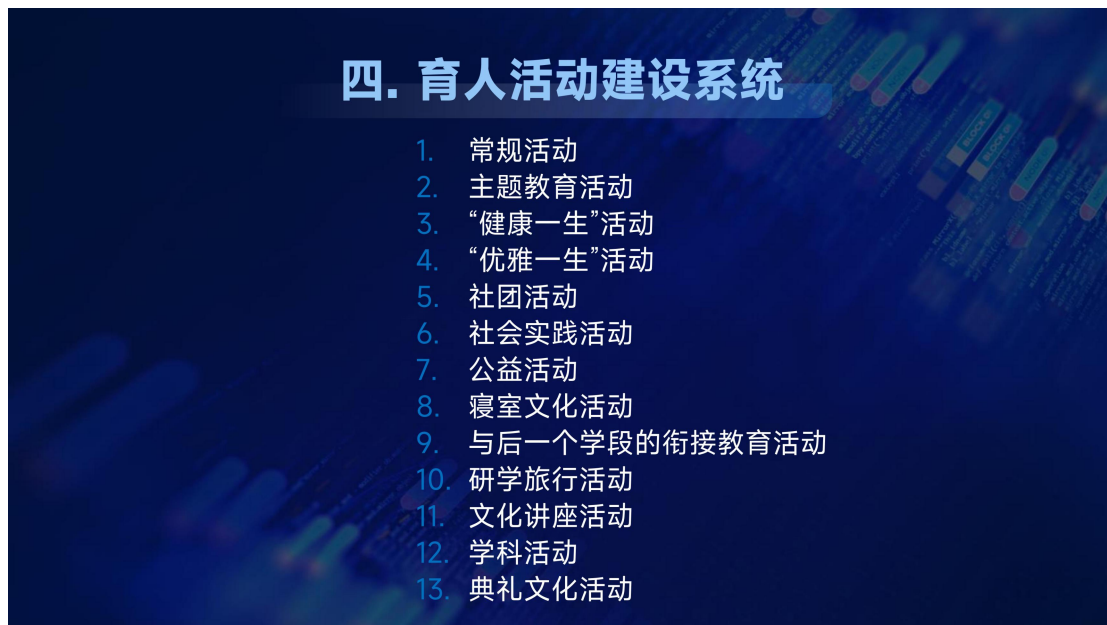 四. 育人活动建设系统
1. 常规活动
2. 主题教育活动
3. “健康一生”活动
4. “优雅一生”活动
5. 社团活动
6. 社会实践活动
7. 公益活动
8. 寝室文化活动
9. 与后一个学段的衔接教育活动
10. 研学旅行活动
11. 文化讲座活动
12. 学科活动
13. 典礼文化活动
BLOCK 01
BLOCK 01